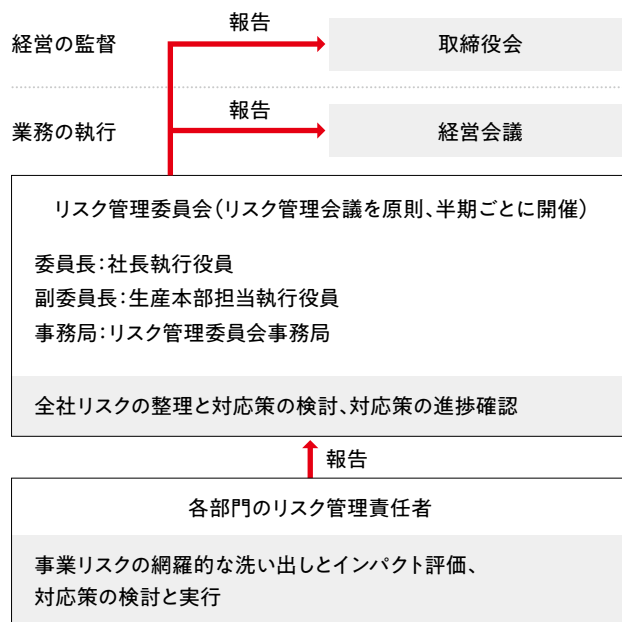 報告
経営の監督
取締役会
報告
業務の執行
経営会議
リスク管理委員会(リスク管理会議を原則、半期ごとに開催)
委員長:社長執行役員
副委員長:生産本部担当執行役員
事務局:リスク管理委員会事務局
全社リスクの整理と対応策の検討、対応策の進捗確認
報告
各部門のリスク管理責任者
事業リスクの網羅的な洗い出しとインパクト評価、
対応策の検討と実行